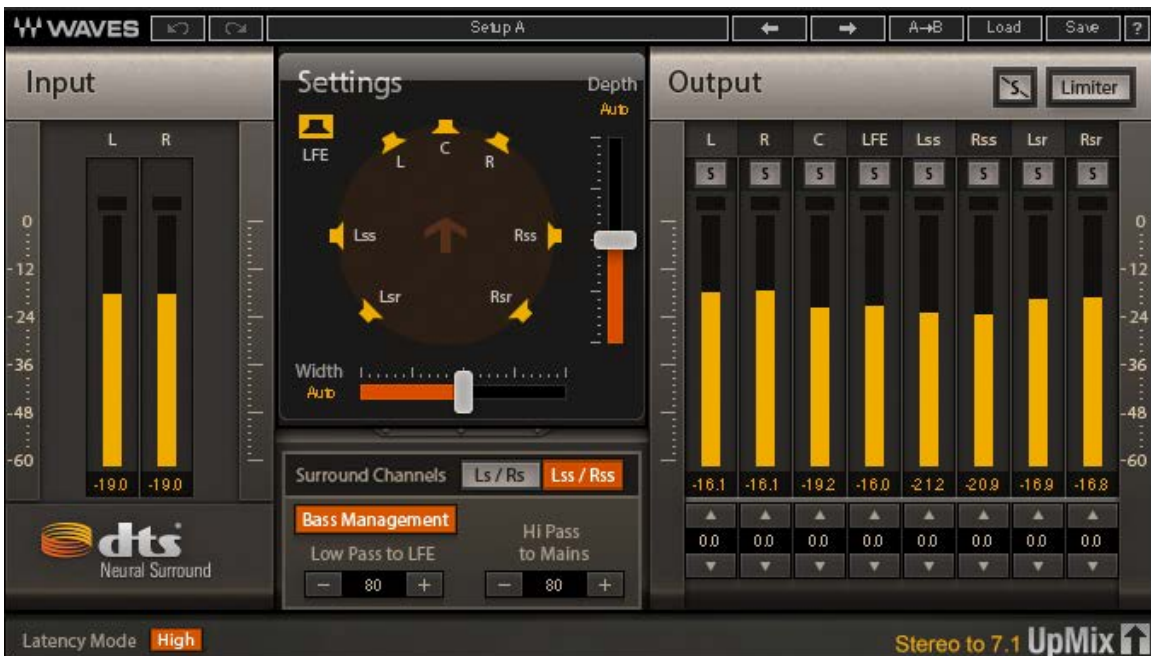 WAVES Setup A A→B Load Save ?
Input
L R
0
-12
-24
-36
-48
-60
-19.0 -19.0
dts
Neural Surround
Settings
Depth
Auto
LFE
L C R
Lss Rss
Lsr Rsr
Width
Auto
Surround Channels Ls / Rs Lss / Rss
Bass Management
Low Pass to LFE
- 80 +
Hi Pass
to Mains
- 80 +
Output S Limiter
L R C LFE Lss Rss Lsr Rsr
S S S S S S S S
0
-12
-24
-36
-48
-60
-16.1 -16.1 -19.2 -16.0 -21.2 -20.9 -16.9 -16.8
0.0 0.0 0.0 0.0 0.0 0.0 0.0 0.0
Latency Mode High
Stereo to 7.1 UpMix